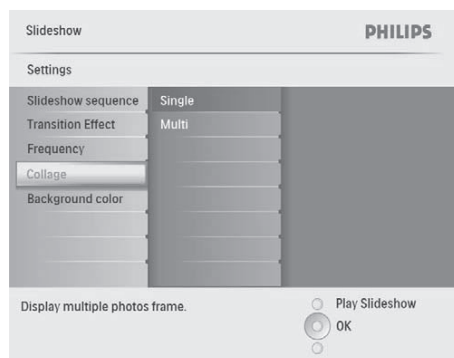 Slideshow
PHILIPS
Settings
Slideshow sequence
Single
Transition Effect
Multi
Frequency
Collage
Background color
Display multiple photos frame.
Play Slideshow
OK